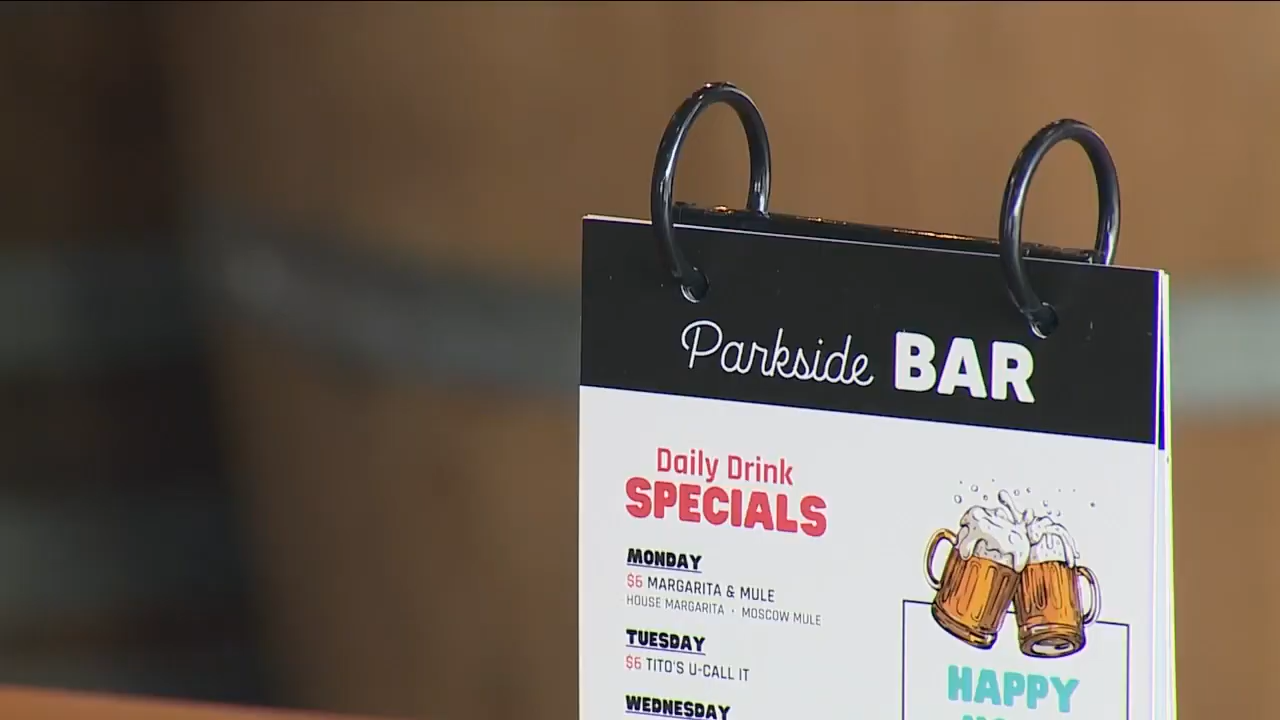 Parkside BAR
Daily Drink
SPECIALS
MONDAY
$6 MARGARITA & MULE
HOUSE MARGARITA · MOSCOW MULE
TUESDAY
$6 TITO'S U-CALL IT
WEDNESDAY
HAPPY